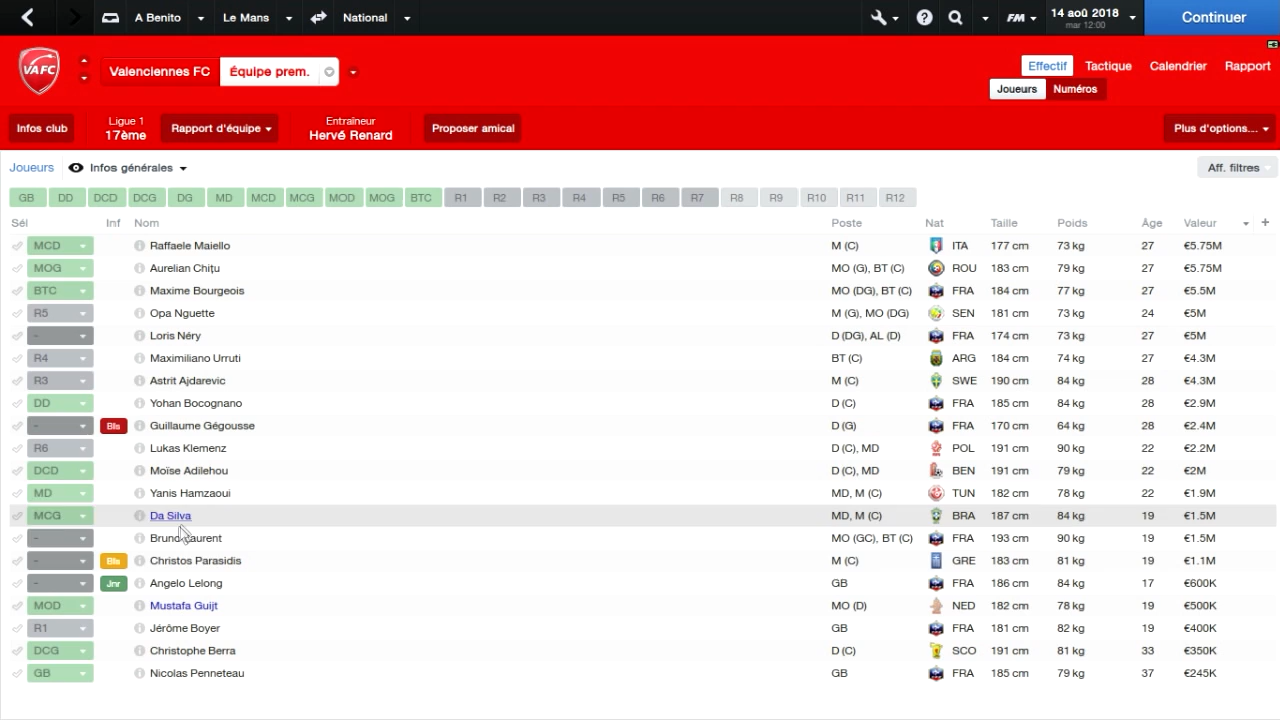 A Benito Le Mans National FM 14 aoû 2018 mar 12:00 Continuer
VAFC Valenciennes FC Équipe prem. Effectif Tactique Calendrier Rapport
Joueurs Numéros
Infos club Ligue 1 17ème Rapport d'équipe Entraîneur Hervé Renard Proposer amical Plus d'options...
Joueurs Infos générales Aff. filtres
GB DD DCD DCG DG MD MCD MCG MOD MOG BTC R1 R2 R3 R4 R5 R6 R7 R8 R9 R10 R11 R12
Sél Inf Nom Poste Nat Taille Poids Âge Valeur +
MCD Raffaele Maiello M (C) ITA 177 cm 73 kg 27 €5.75M
MOG Aurelian Chițu MO (G), BT (C) ROU 183 cm 79 kg 27 €5.75M
BTC Maxime Bourgeois MO (DG), BT (C) FRA 184 cm 77 kg 27 €5.5M
R5 Opa Nguette M (G), MO (DG) SEN 181 cm 73 kg 24 €5M
- Loris Néry D (DG), AL (D) FRA 174 cm 73 kg 27 €5M
R4 Maximiliano Urruti BT (C) ARG 184 cm 74 kg 27 €4.3M
R3 Astrit Ajdarevic M (C) SWE 190 cm 84 kg 28 €4.3M
DD Yohan Bocognano D (C) FRA 185 cm 84 kg 28 €2.9M
- Bls Guillaume Gégousse D (G) FRA 170 cm 64 kg 28 €2.4M
R6 Lukas Klemenz D (C), MD POL 191 cm 90 kg 22 €2.2M
DCD Moïse Adilehou D (C), MD BEN 191 cm 79 kg 22 €2M
MD Yanis Hamzaoui MD, M (C) TUN 182 cm 78 kg 22 €1.9M
MCG Da Silva MD, M (C) BRA 187 cm 84 kg 19 €1.5M
- Bruno Laurent MO (GC), BT (C) FRA 193 cm 90 kg 19 €1.5M
- Bls Christos Parasidis M (C) GRE 183 cm 81 kg 19 €1.1M
- Jnr Angelo Lelong GB FRA 186 cm 84 kg 17 €600K
MOD Mustafa Guijt MO (D) NED 182 cm 78 kg 19 €500K
R1 Jérôme Boyer GB FRA 181 cm 82 kg 19 €400K
DCG Christophe Berra D (C) SCO 191 cm 81 kg 33 €350K
GB Nicolas Penneteau GB FRA 185 cm 79 kg 37 €245K